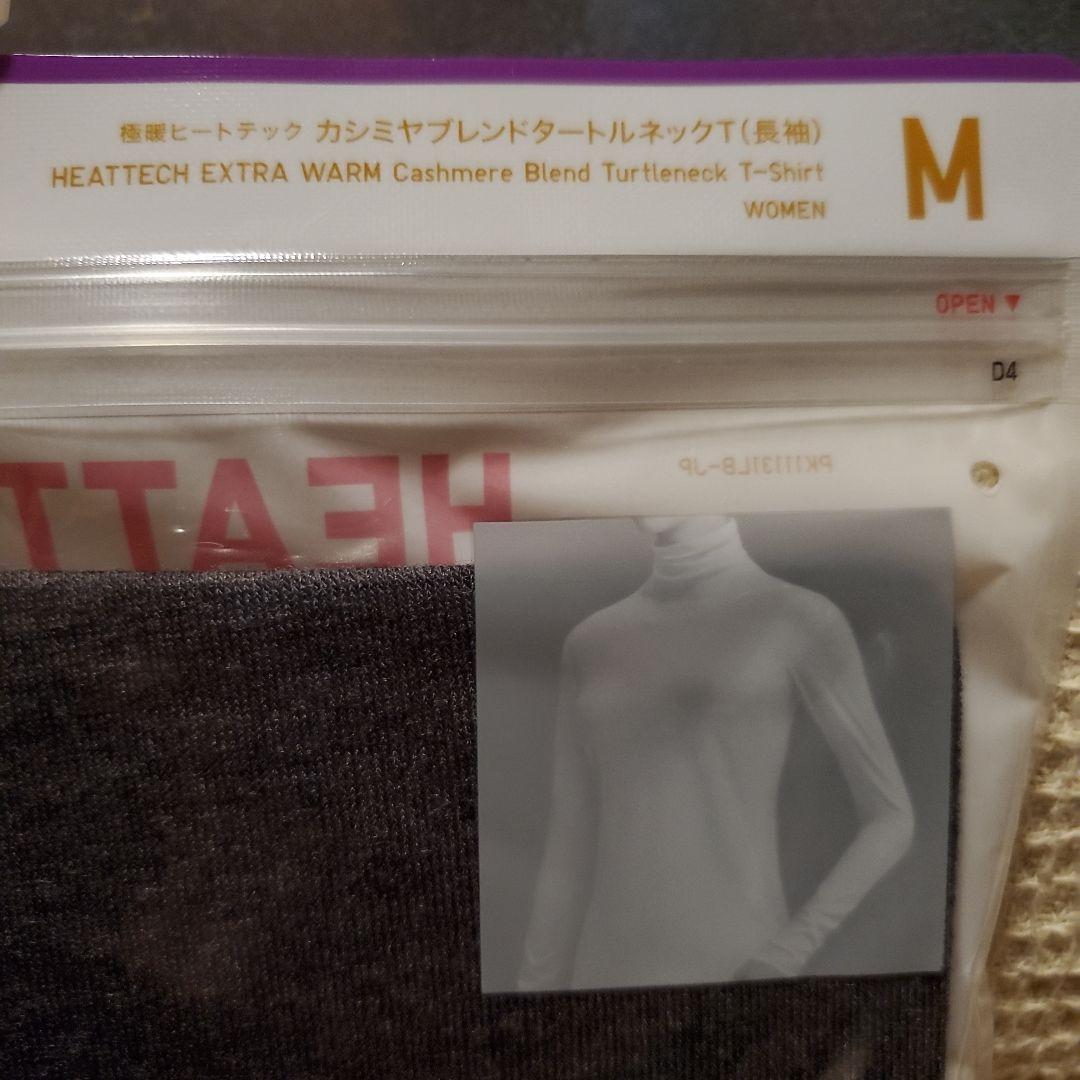 極暖ヒートテック カシミヤブレンドタートルネックT(長袖)
HEATTECH EXTRA WARM Cashmere Blend Turtleneck T-Shirt
WOMEN
M
OPEN ▼
D4
HEATT